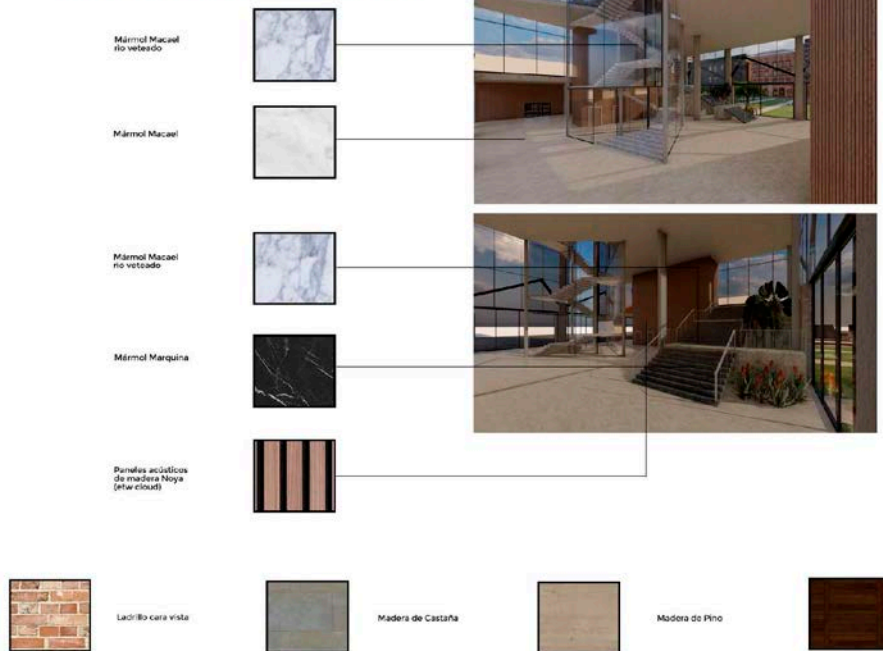 Mármol Macael
rio veteado
Mármol Macael
Mármol Macael
rio veteado
Mármol Marquina
Paneles acústicos
de madera Noya
(etw cloud)
Ladrillo cara vista
Madera de Castaña
Madera de Pino